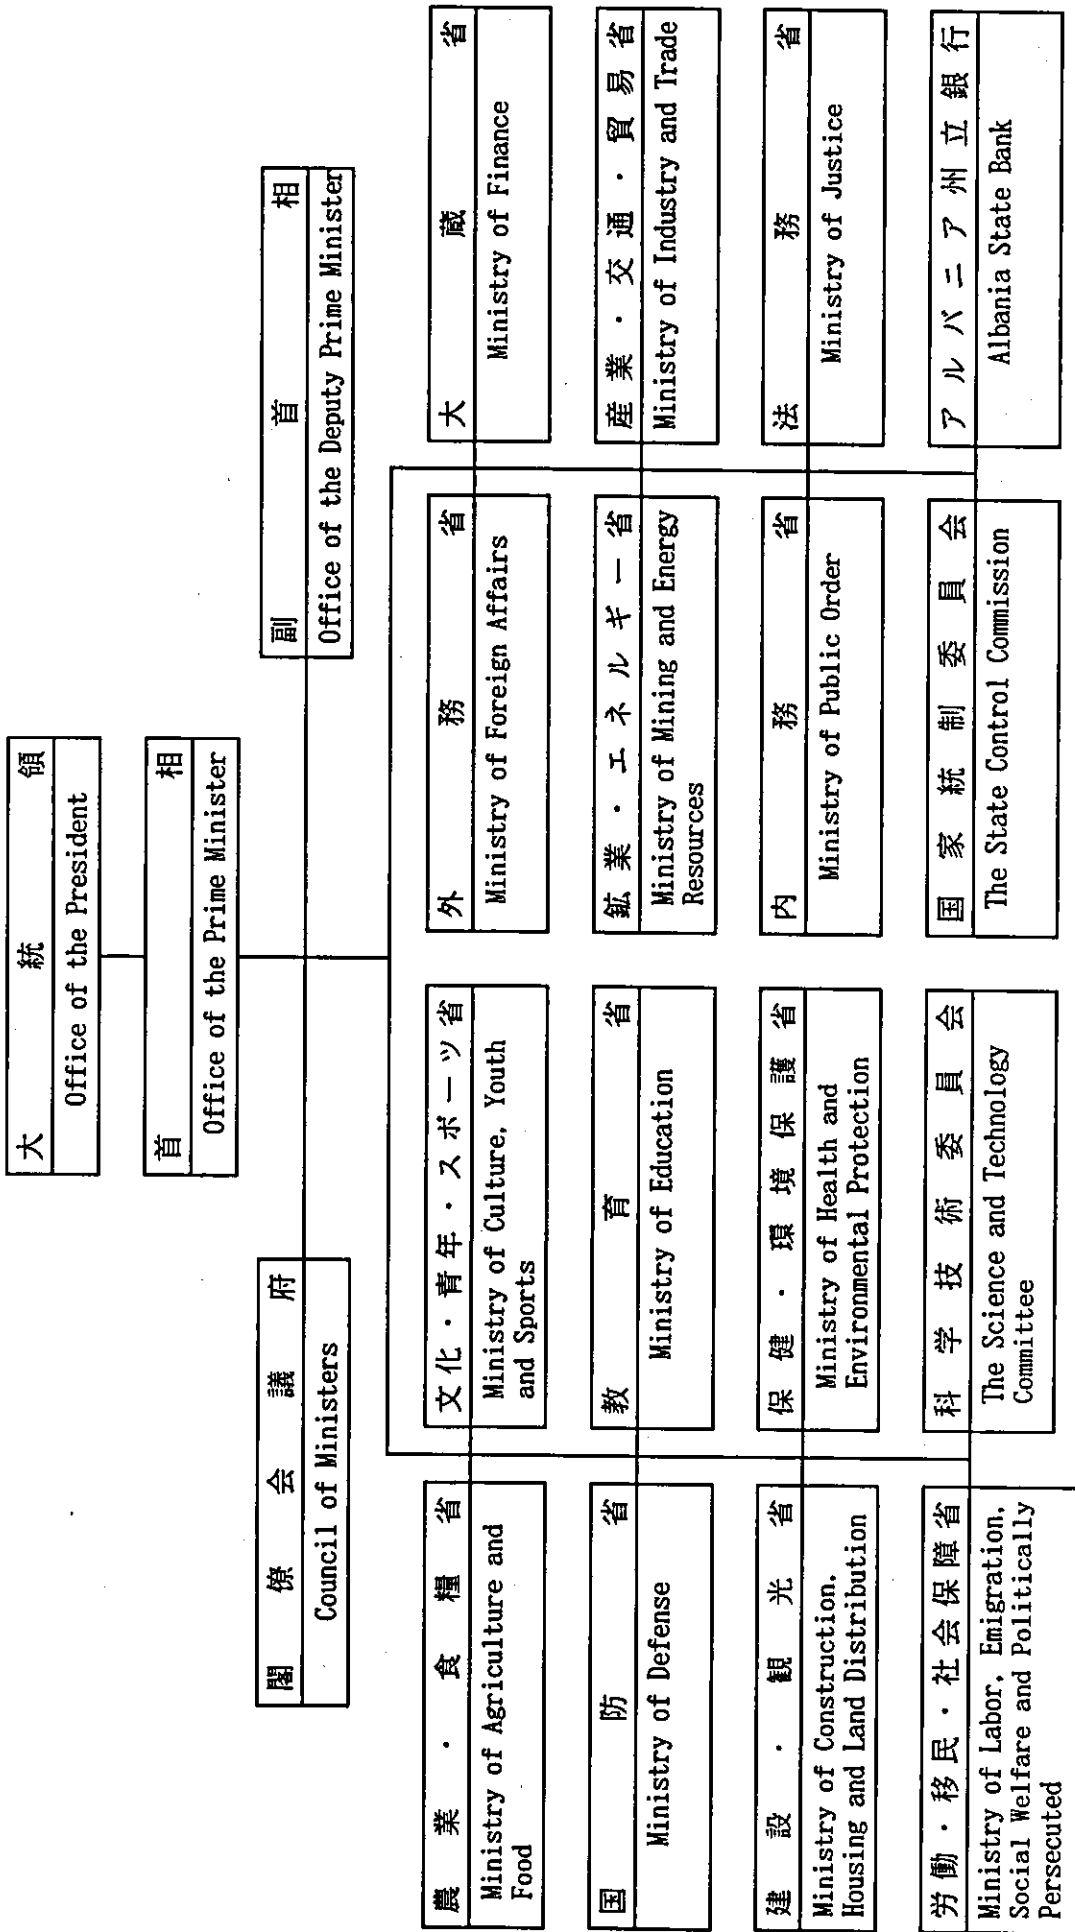 大統領
Office of the President
首相
Office of the Prime Minister
閣僚会議府
Council of Ministers
副首相
Office of the Deputy Prime Minister
農業・食糧省
Ministry of Agriculture and
Food
文化・青年・スポーツ省
Ministry of Culture, Youth
and Sports
外務省
Ministry of Foreign Affairs
大蔵省
Ministry of Finance
国防省
Ministry of Defense
教育省
Ministry of Education
鉱業・エネルギー省
Ministry of Mining and Energy
Resources
産業・交通・貿易省
Ministry of Industry and Trade
建設・観光省
Ministry of Construction.
Housing and Land Distribution
保健・環境保護省
Ministry of Health and
Environmental Protection
内務省
Ministry of Public Order
法務省
Ministry of Justice
労働・移民・社会保障省
Ministry of Labor, Emigration,
Social Welfare and Politically
Persecuted
科学技術委員会
The Science and Technology
Committee
国家統制委員会
The State Control Commission
アルバニア州立銀行
Albania State Bank